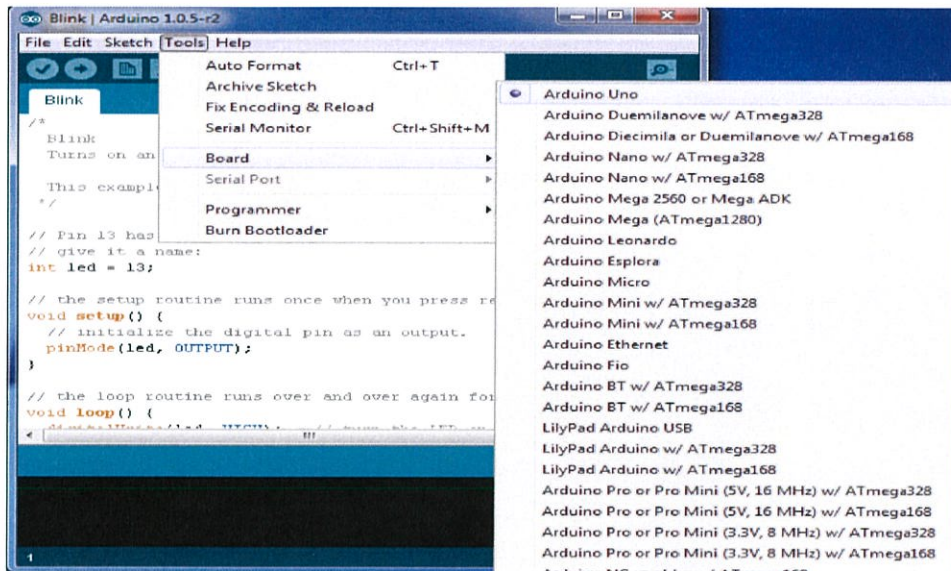 Blink | Arduino 1.0.5-r2
File Edit Sketch Tools Help
Auto Format Ctrl+T
Archive Sketch
Fix Encoding & Reload
Serial Monitor Ctrl+Shift+M
Board
Serial Port
Programmer
Burn Bootloader
Blink
/*
Blink
Turns on an
This exampl
*/
// Pin 13 has
// give it a name:
int led = 13;
// the setup routine runs once when you press re
void setup() {
// initialize the digital pin as an output.
pinMode(led, OUTPUT);
}
// the loop routine runs over and over again for
void loop() {
1
Arduino Uno
Arduino Duemilanove w/ ATmega328
Arduino Diecimila or Duemilanove w/ ATmega168
Arduino Nano w/ ATmega328
Arduino Nano w/ ATmega168
Arduino Mega 2560 or Mega ADK
Arduino Mega (ATmega1280)
Arduino Leonardo
Arduino Esplora
Arduino Micro
Arduino Mini w/ ATmega328
Arduino Mini w/ ATmega168
Arduino Ethernet
Arduino Fio
Arduino BT w/ ATmega328
Arduino BT w/ ATmega168
LilyPad Arduino USB
LilyPad Arduino w/ ATmega328
LilyPad Arduino w/ ATmega168
Arduino Pro or Pro Mini (5V, 16 MHz) w/ ATmega328
Arduino Pro or Pro Mini (5V, 16 MHz) w/ ATmega168
Arduino Pro or Pro Mini (3.3V, 8 MHz) w/ ATmega328
Arduino Pro or Pro Mini (3.3V, 8 MHz) w/ ATmega168